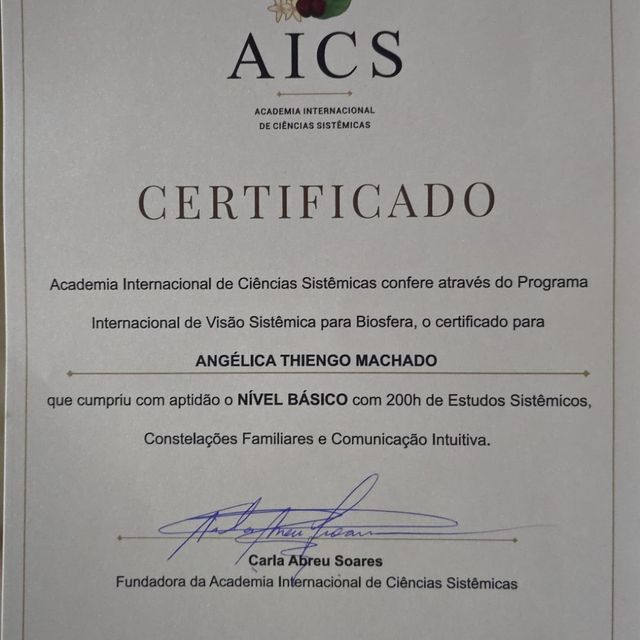 AICS
ACADEMIA INTERNACIONAL
DE CIÊNCIAS SISTÊMICAS
CERTIFICADO
Academia Internacional de Ciências Sistêmicas confere através do Programa
Internacional de Visão Sistêmica para Biosfera, o certificado para
ANGÉLICA THIENGO MACHADO
que cumpriu com aptidão o NÍVEL BÁSICO com 200h de Estudos Sistêmicos,
Constelações Familiares e Comunicação Intuitiva.
Carla Abreu Soares
Fundadora da Academia Internacional de Ciências Sistêmicas